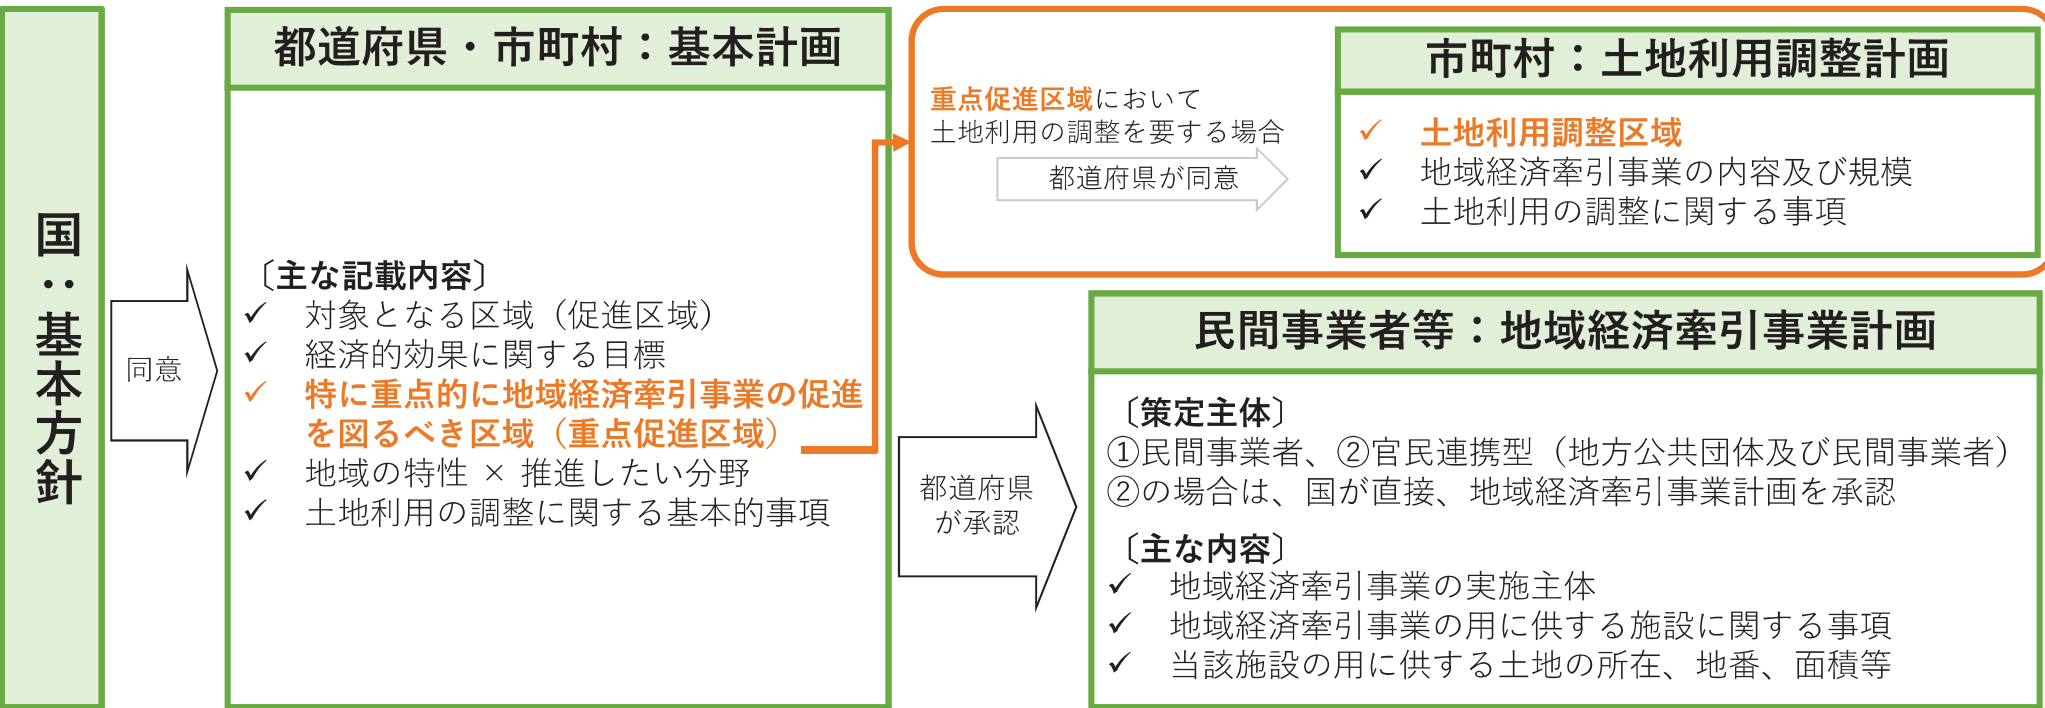 国：基本方針
同意
都道府県・市町村：基本計画
〔主な記載内容〕
✓ 対象となる区域（促進区域）
✓ 経済的効果に関する目標
✓ 特に重点的に地域経済牽引事業の促進
を図るべき区域（重点促進区域）
✓ 地域の特性 × 推進したい分野
✓ 土地利用の調整に関する基本的事項
重点促進区域において
土地利用の調整を要する場合
都道府県が同意
市町村：土地利用調整計画
✓ 土地利用調整区域
✓ 地域経済牽引事業の内容及び規模
✓ 土地利用の調整に関する事項
都道府県
が承認
民間事業者等：地域経済牽引事業計画
〔策定主体〕
①民間事業者、②官民連携型（地方公共団体及び民間事業者）
②の場合は、国が直接、地域経済牽引事業計画を承認
〔主な内容〕
✓ 地域経済牽引事業の実施主体
✓ 地域経済牽引事業の用に供する施設に関する事項
✓ 当該施設の用に供する土地の所在、地番、面積等